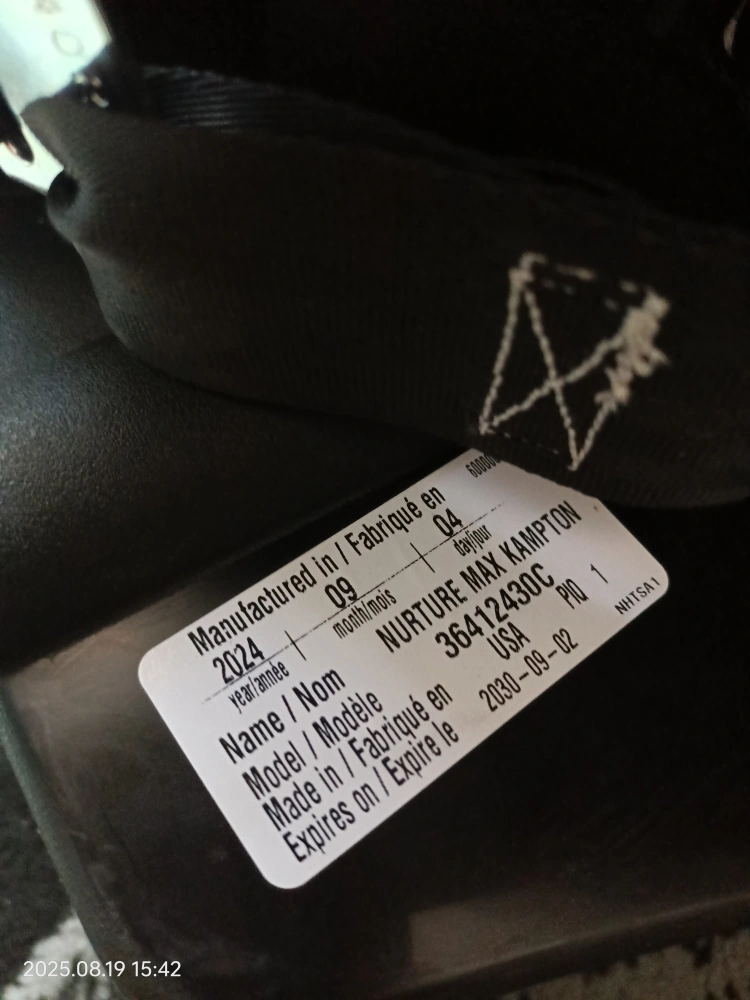 Manufactured in / Fabriqué en
2024 | 09 | 04
year/année month/mois day/jour
Name / Nom NURTURE MAX KAMPTON
Model / Modèle 36412430C
Made in / Fabriqué en USA PIQ 1
Expires on / Expire le 2030-09-02
NHTSA1
2025.08.19 15:42